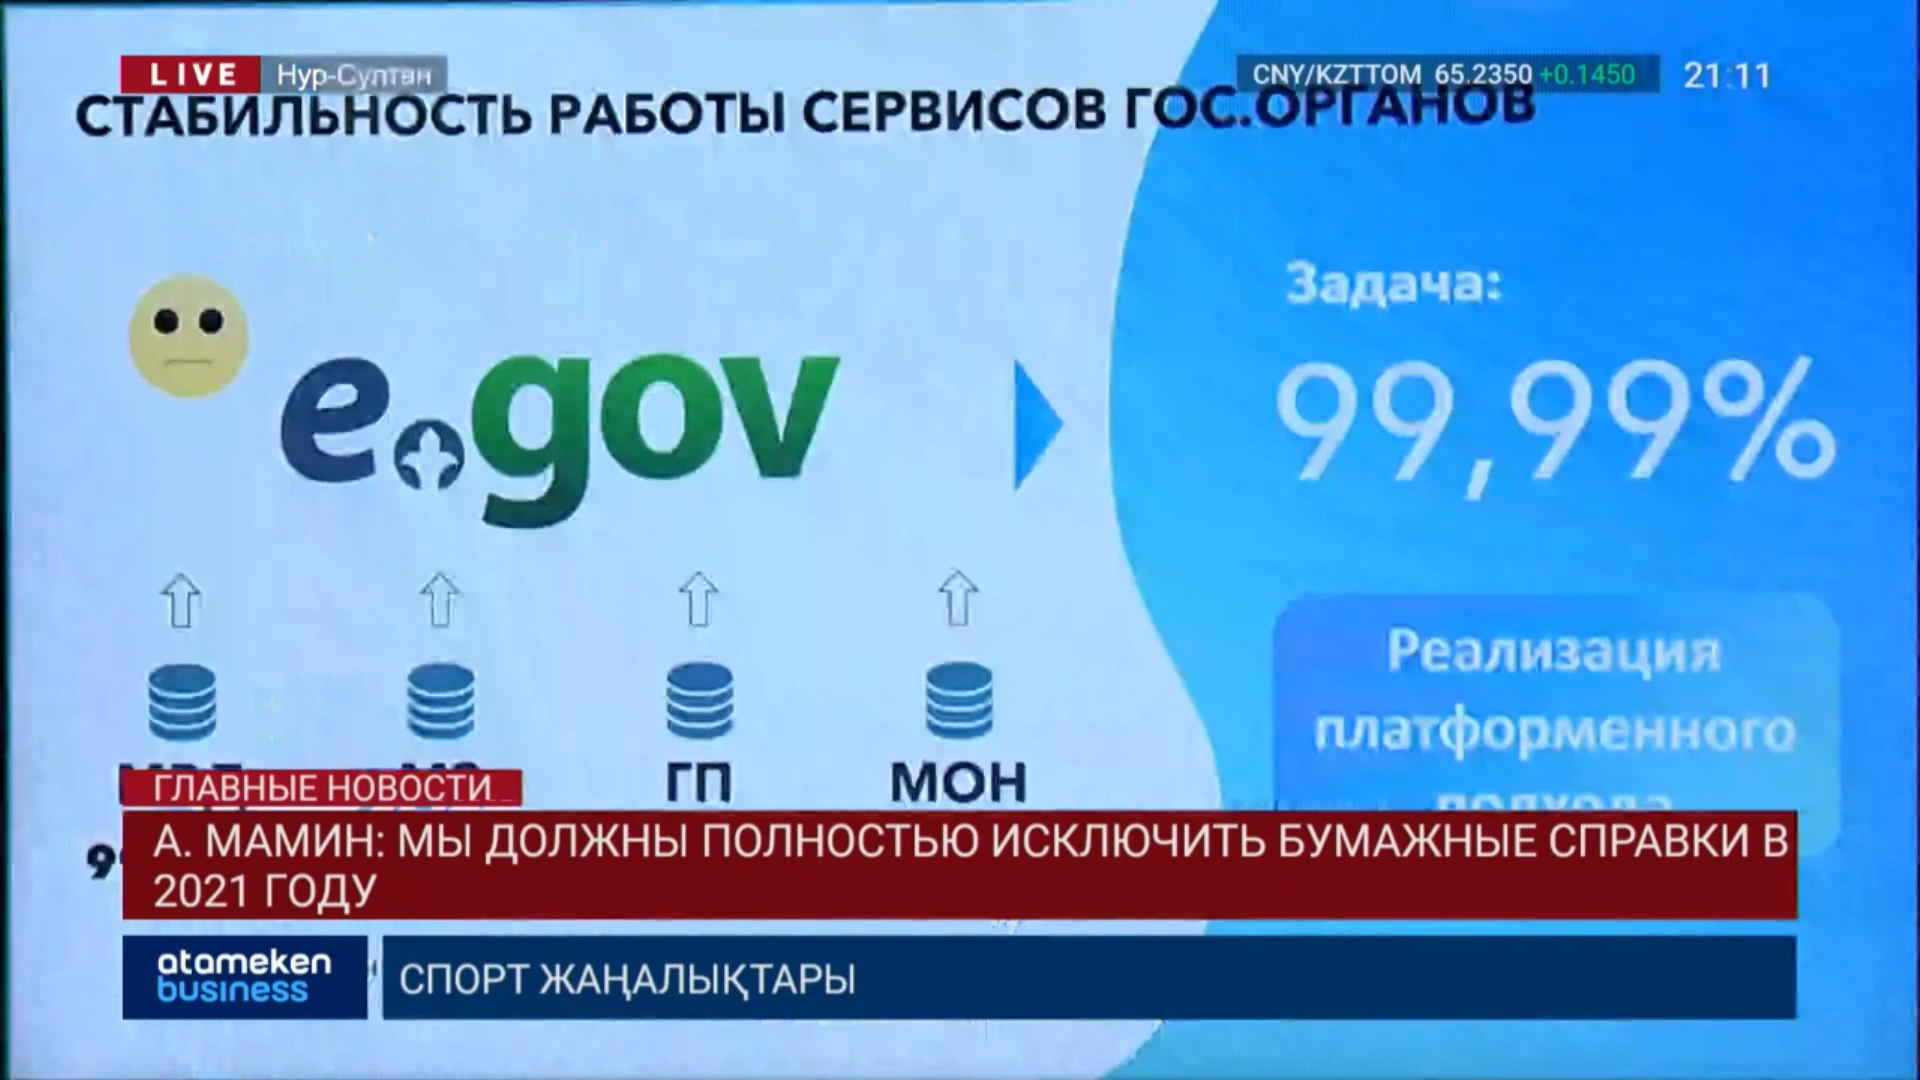 LIVE Нур-Султан CNY/KZTTOM 65.2350 +0.1450 21:11
СТАБИЛЬНОСТЬ РАБОТЫ СЕРВИСОВ ГОС.ОРГАНОВ
Задача:
e.gov
99,99%
Реализация
платформенного
подхода
ГП МОН
ГЛАВНЫЕ НОВОСТИ
А. МАМИН: МЫ ДОЛЖНЫ ПОЛНОСТЬЮ ИСКЛЮЧИТЬ БУМАЖНЫЕ СПРАВКИ В
2021 ГОДУ
atameken
business
СПОРТ ЖАҢАЛЫҚТАРЫ